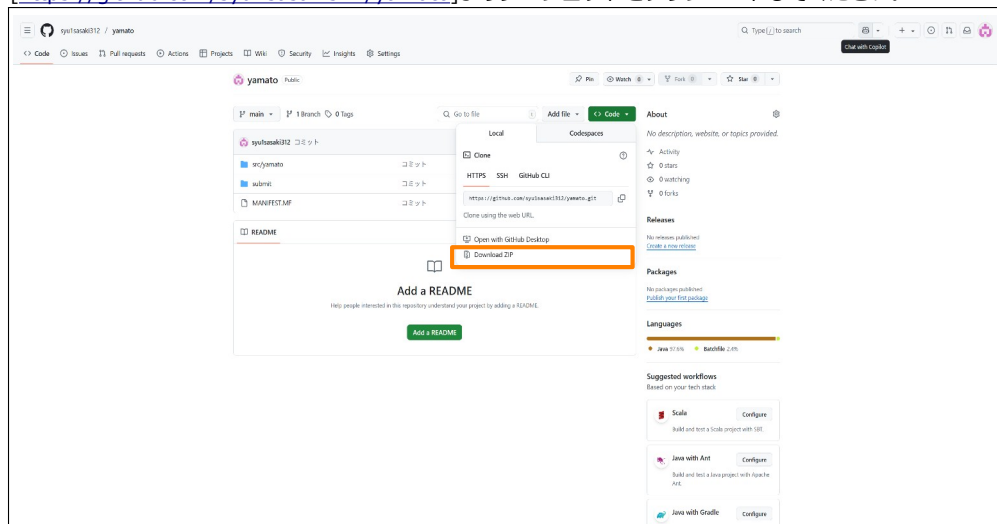 syu1sasaki312 / yamato
Type / to search
Chat with Copilot
Code Issues Pull requests Actions Projects Wiki Security Insights Settings
yamato Public
Pin Watch 0 Fork 0 Star 0
main 1 Branch 0 Tags
Go to file
Add file
Code
About
No description, website, or topics provided.
Activity
0 stars
0 watching
0 forks
syu1sasaki312 コミット
src/yamato コミット
submit コミット
MANIFEST.MF コミット
Local Codespaces
Clone
HTTPS SSH GitHub CLI
https://github.com/syu1sasaki312/yamato.git
Clone using the web URL.
Open with GitHub Desktop
Download ZIP
README
Add a README
Help people interested in this repository understand your project by adding a README.
Add a README
Releases
No releases published
Create a new release
Packages
No packages published
Publish your first package
Languages
Java 97.6% Batchfile 2.4%
Suggested workflows
Based on your tech stack
Scala Configure
Build and test a Scala project with SBT.
Java with Ant Configure
Build and test a Java project with Apache
Ant.
Java with Gradle Configure